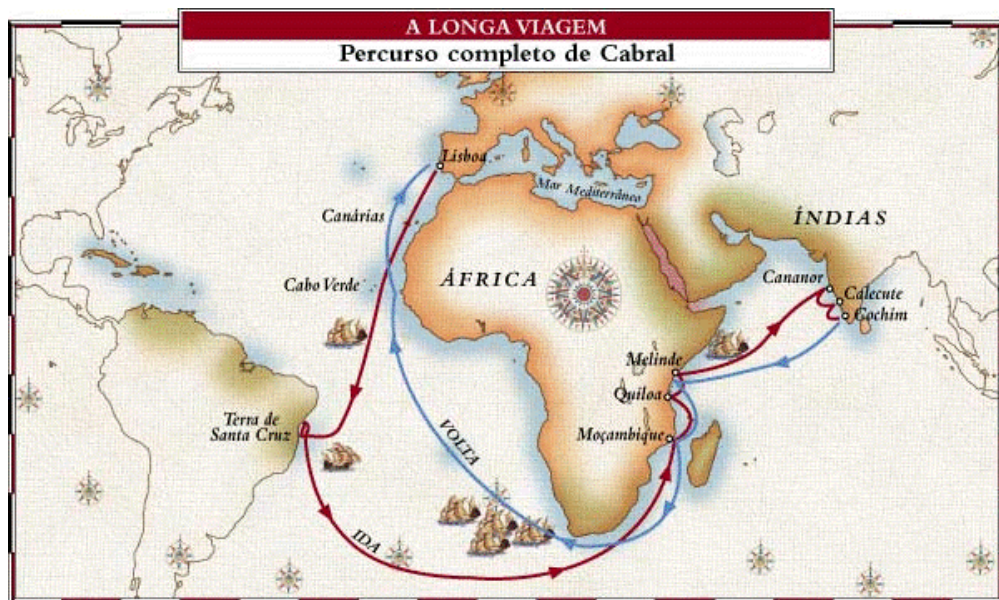 A LONGA VIAGEM
Percurso completo de Cabral
Lisboa
Mar Mediterrâneo
Canárias
ÍNDIAS
ÁFRICA
Cabo Verde
Cananor
Calecute
Cochim
Melinde
Quiloa
Terra de
Santa Cruz
Moçambique
VOLTA
IDA